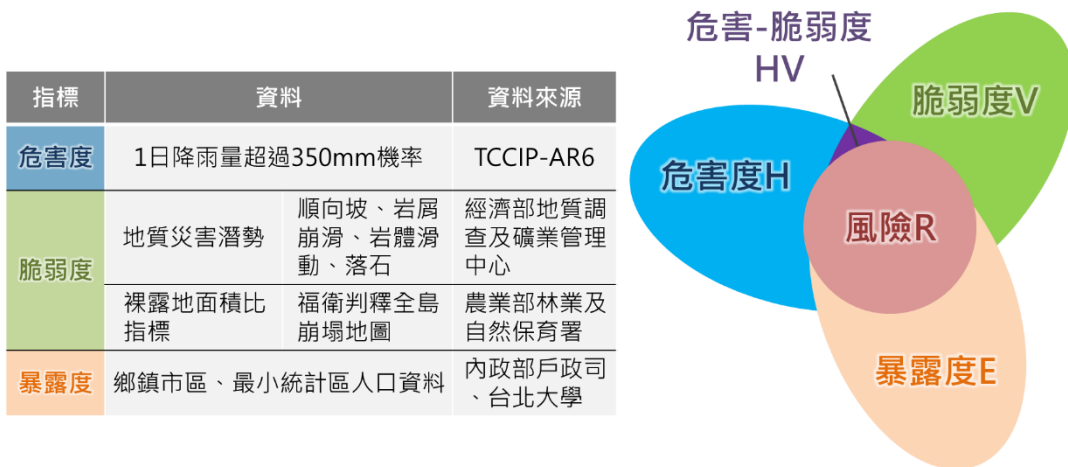 指標
資料
資料來源
危害度
1日降雨量超過350mm機率
TCCIP-AR6
脆弱度
地質災害潛勢
順向坡、岩屑
崩滑、岩體滑
動、落石
經濟部地質調
查及礦業管理
中心
裸露地面積比
指標
福衛判釋全島
崩塌地圖
農業部林業及
自然保育署
暴露度
鄉鎮市區、最小統計區人口資料
內政部戶政司
、台北大學
危害-脆弱度
HV
脆弱度V
危害度H
風險R
暴露度E